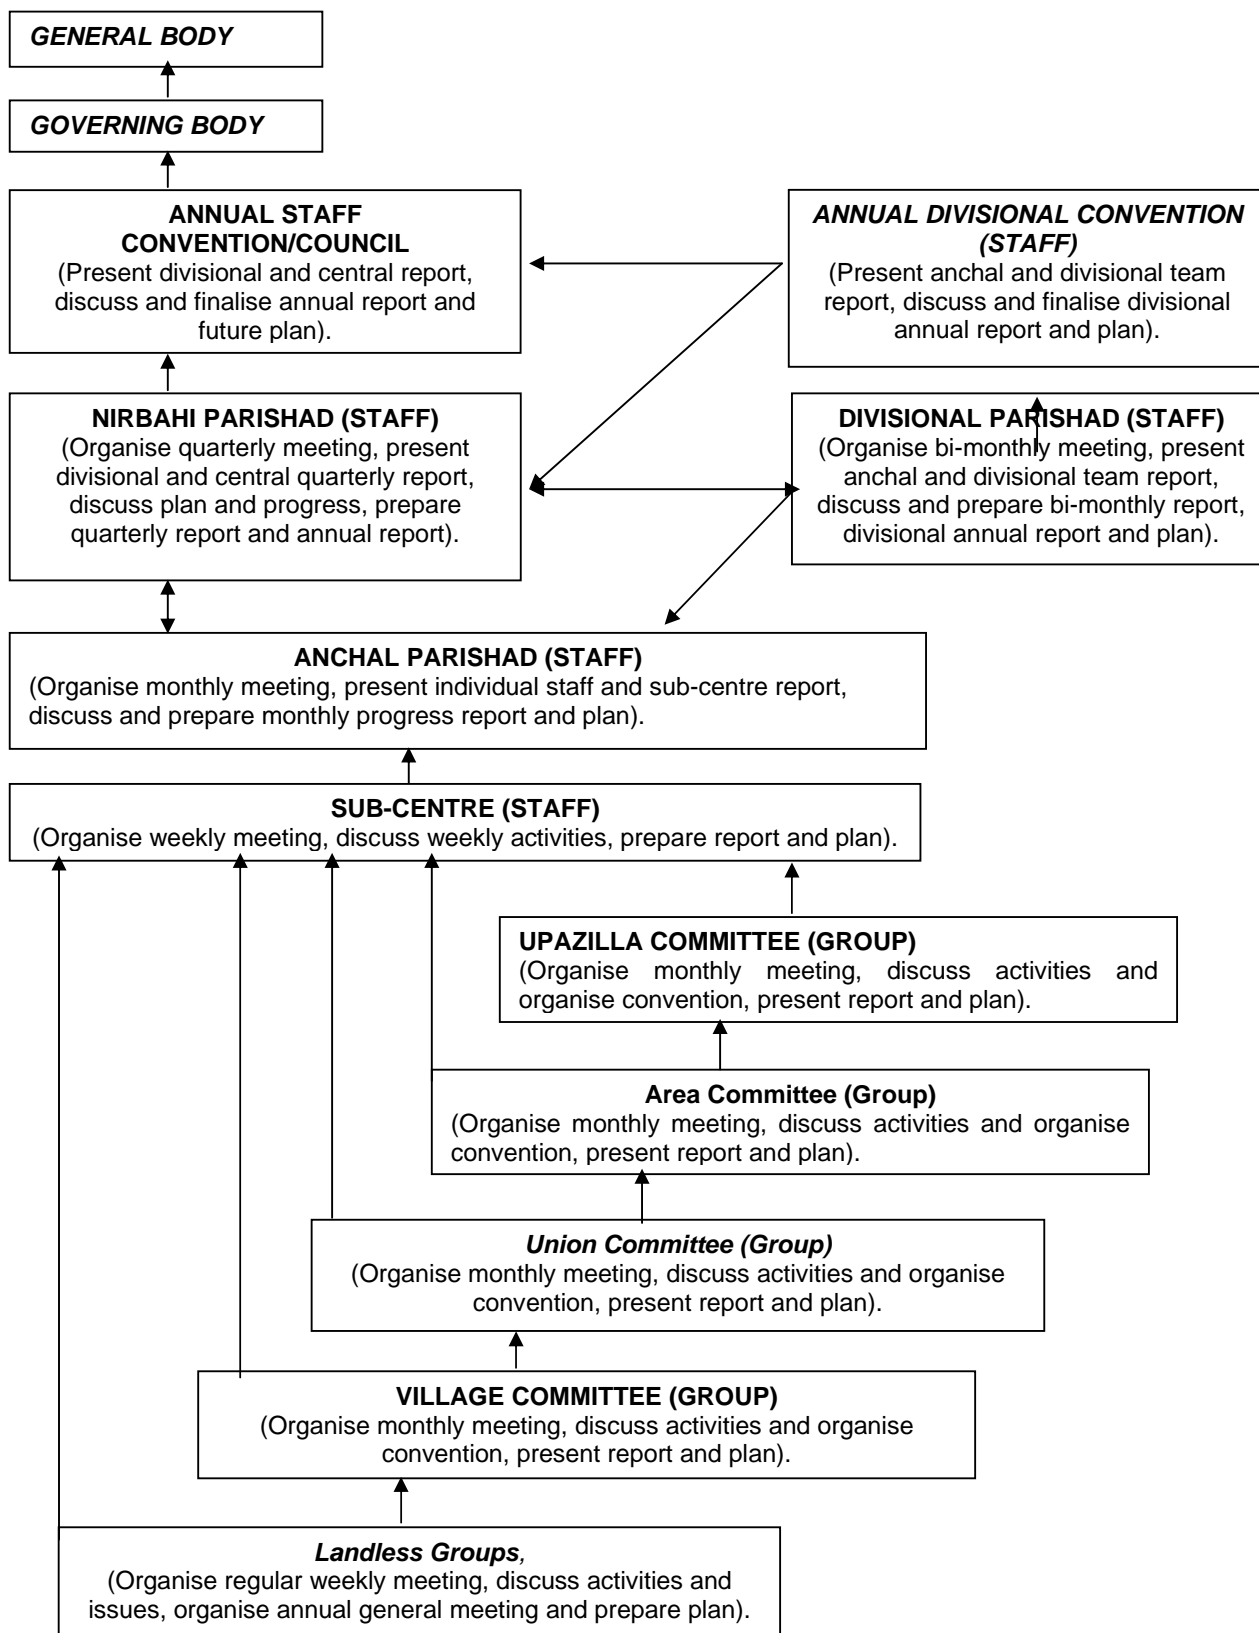 GENERAL BODY
GOVERNING BODY
ANNUAL STAFF
CONVENTION/COUNCIL
(Present divisional and central report,
discuss and finalise annual report and
future plan).
ANNUAL DIVISIONAL CONVENTION
(STAFF)
(Present anchal and divisional team
report, discuss and finalise divisional
annual report and plan).
NIRBAHI PARISHAD (STAFF)
(Organise quarterly meeting, present
divisional and central quarterly report,
discuss plan and progress, prepare
quarterly report and annual report).
DIVISIONAL PARISHAD (STAFF)
(Organise bi-monthly meeting, present
anchal and divisional team report,
discuss and prepare bi-monthly report,
divisional annual report and plan).
ANCHAL PARISHAD (STAFF)
(Organise monthly meeting, present individual staff and sub-centre report,
discuss and prepare monthly progress report and plan).
SUB-CENTRE (STAFF)
(Organise weekly meeting, discuss weekly activities, prepare report and plan).
UPAZILLA COMMITTEE (GROUP)
(Organise monthly meeting, discuss activities and
organise convention, present report and plan).
Area Committee (Group)
(Organise monthly meeting, discuss activities and organise
convention, present report and plan).
Union Committee (Group)
(Organise monthly meeting, discuss activities and organise
convention, present report and plan).
VILLAGE COMMITTEE (GROUP)
(Organise monthly meeting, discuss activities and organise
convention, present report and plan).
Landless Groups,
(Organise regular weekly meeting, discuss activities and
issues, organise annual general meeting and prepare plan).